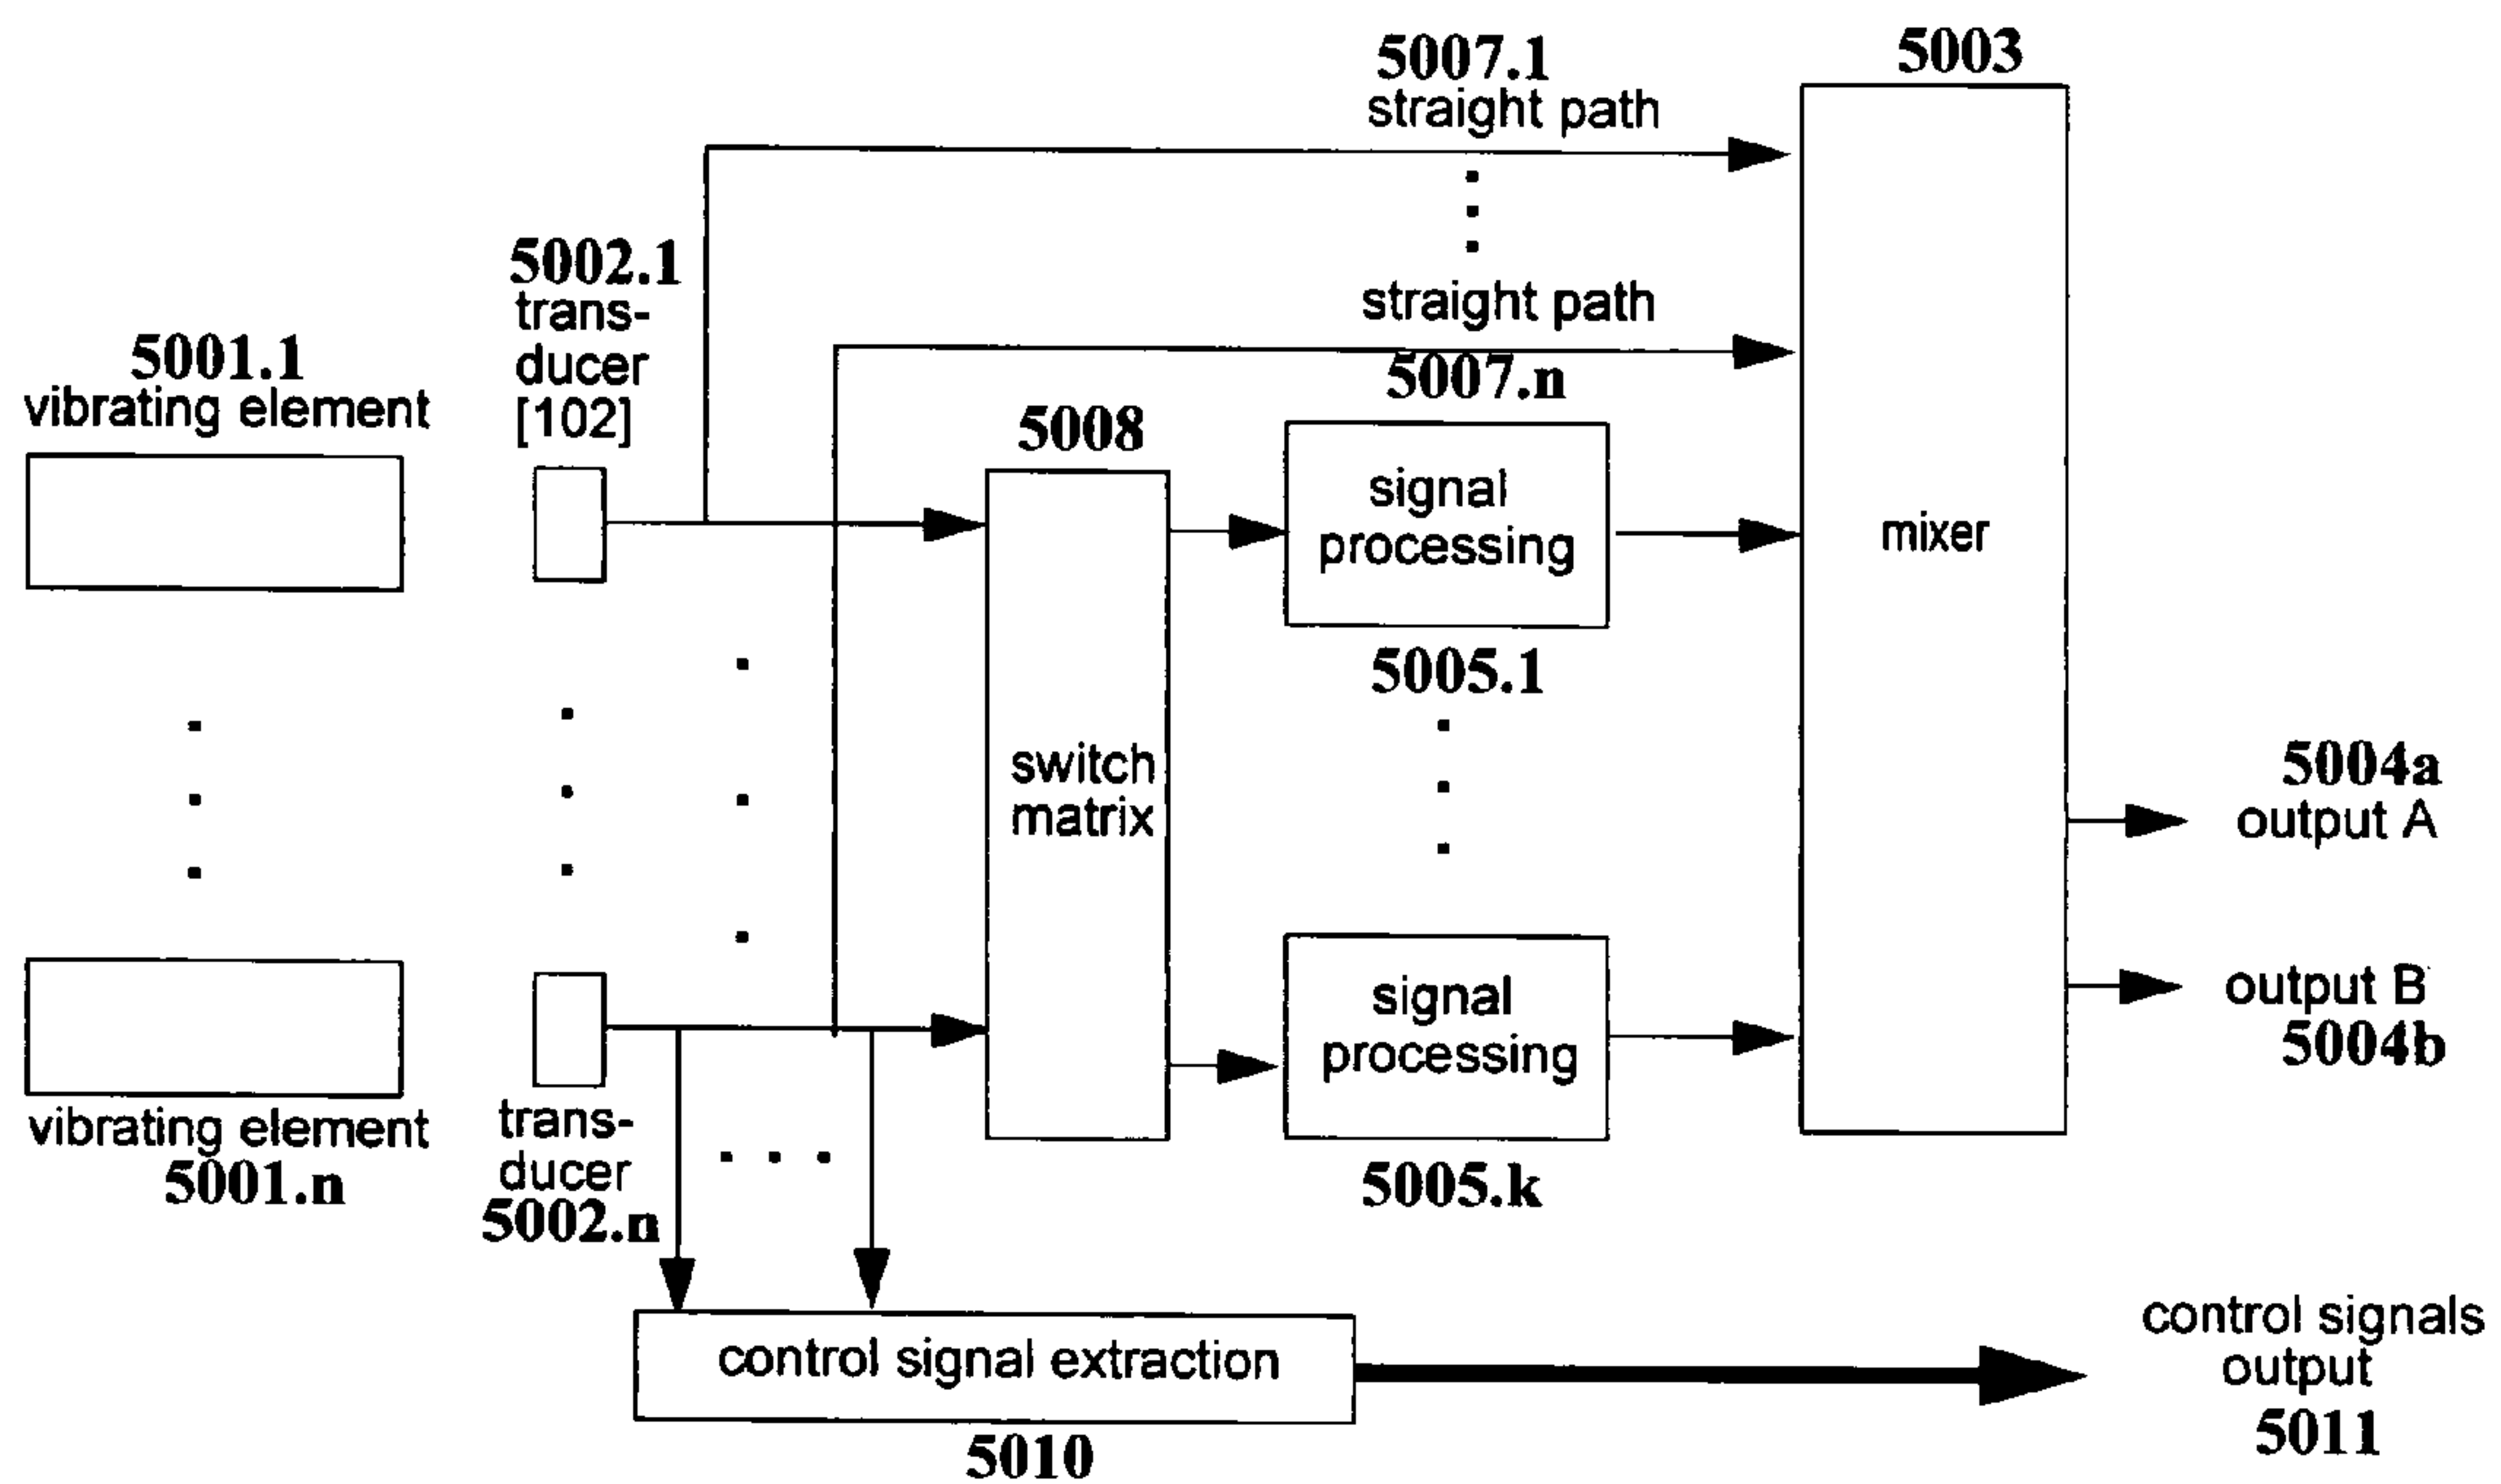 5007.1
straight path
5003
5002.1
trans-
ducer
[102]
straight path
5007.n
5001.1
vibrating element
5008
signal
processing
5005.1
mixer
switch
matrix
5004a
output A
output B
5004b
signal
processing
5005.k
vibrating element
5001.n
trans-
ducer
5002.n
control signal extraction
5010
control signals
output
5011